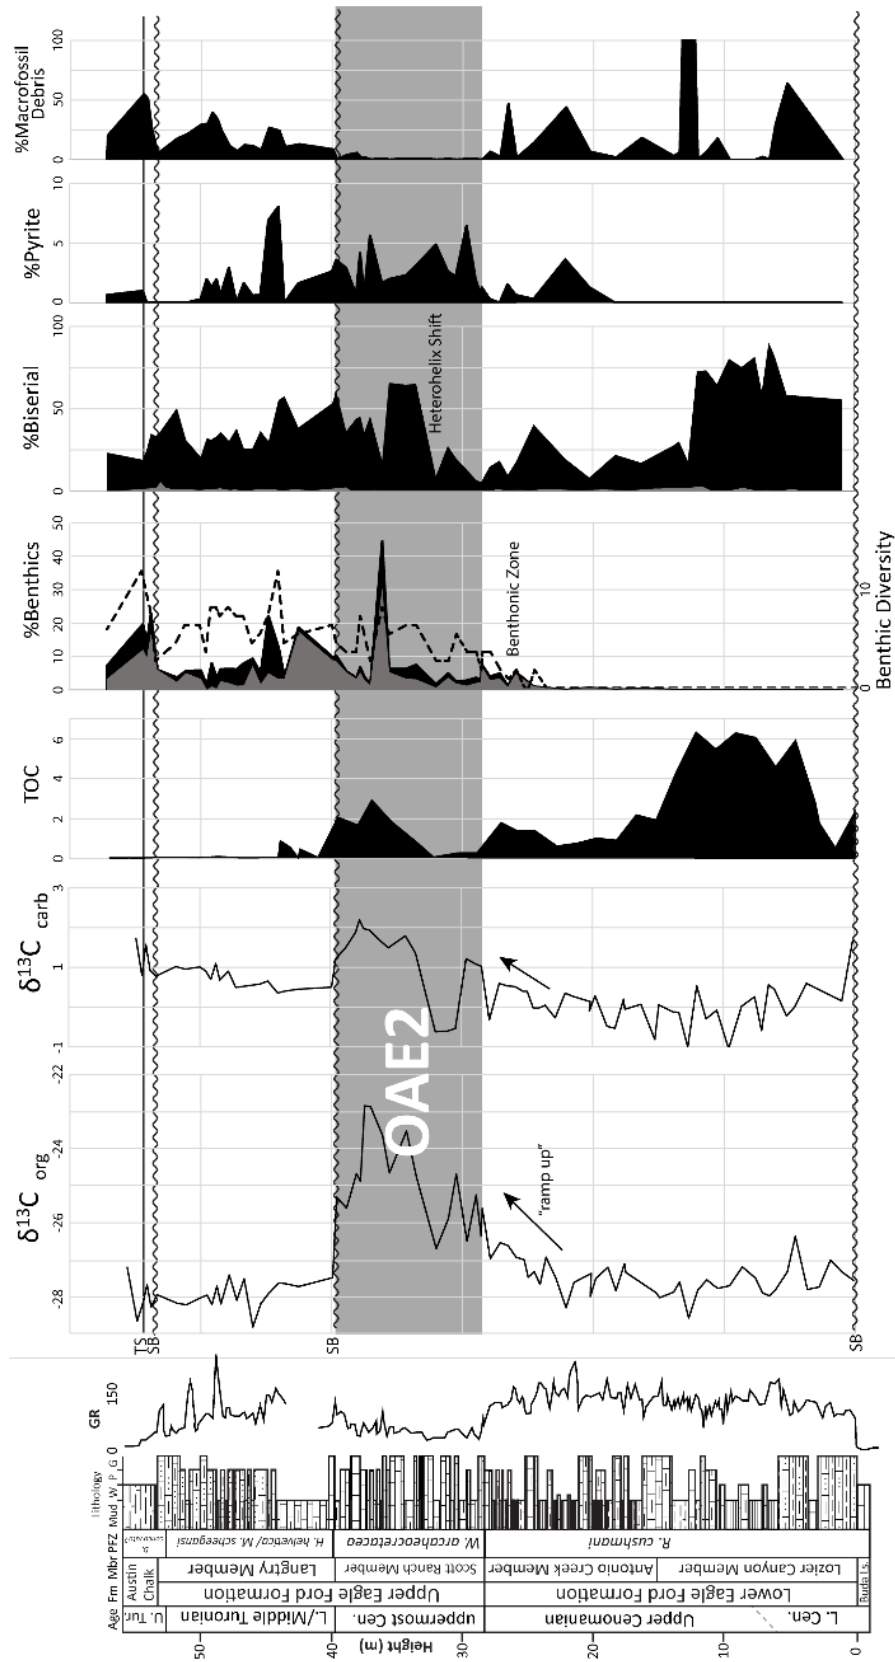 %Macrofossil
Debris
0
50
100
%Pyrite
0
5
10
%Biserial
0
50
100
Heterohelix Shift
%Benthics
0
10
20
30
40
50
Benthonic Zone
0
10
Benthic Diversity
TOC
0
2
4
6
δ13C carb
-1
1
3
OAE2
δ13C org
-28
-26
-24
-22
"ramp up"
TS
SB
SB
SB
GR
0
150
Lithology
Mud W. P. G
PFZ
H. helvetica/ M. schneegansi
W. arcaheocretacea
R. cushmani
Mbr
Langtry Member
Scott Ranch Member
Antonio Creek Member
Lozier Canyon Member
Fm
Austin
Chalk
Upper Eagle Ford Formation
Lower Eagle Ford Formation
Buda Ls.
Age
U. Tur.
L./Middle Turonian
uppermost Cen.
Upper Cenomanian
L. Cen.
Height (m)
50
40
30
20
10
0